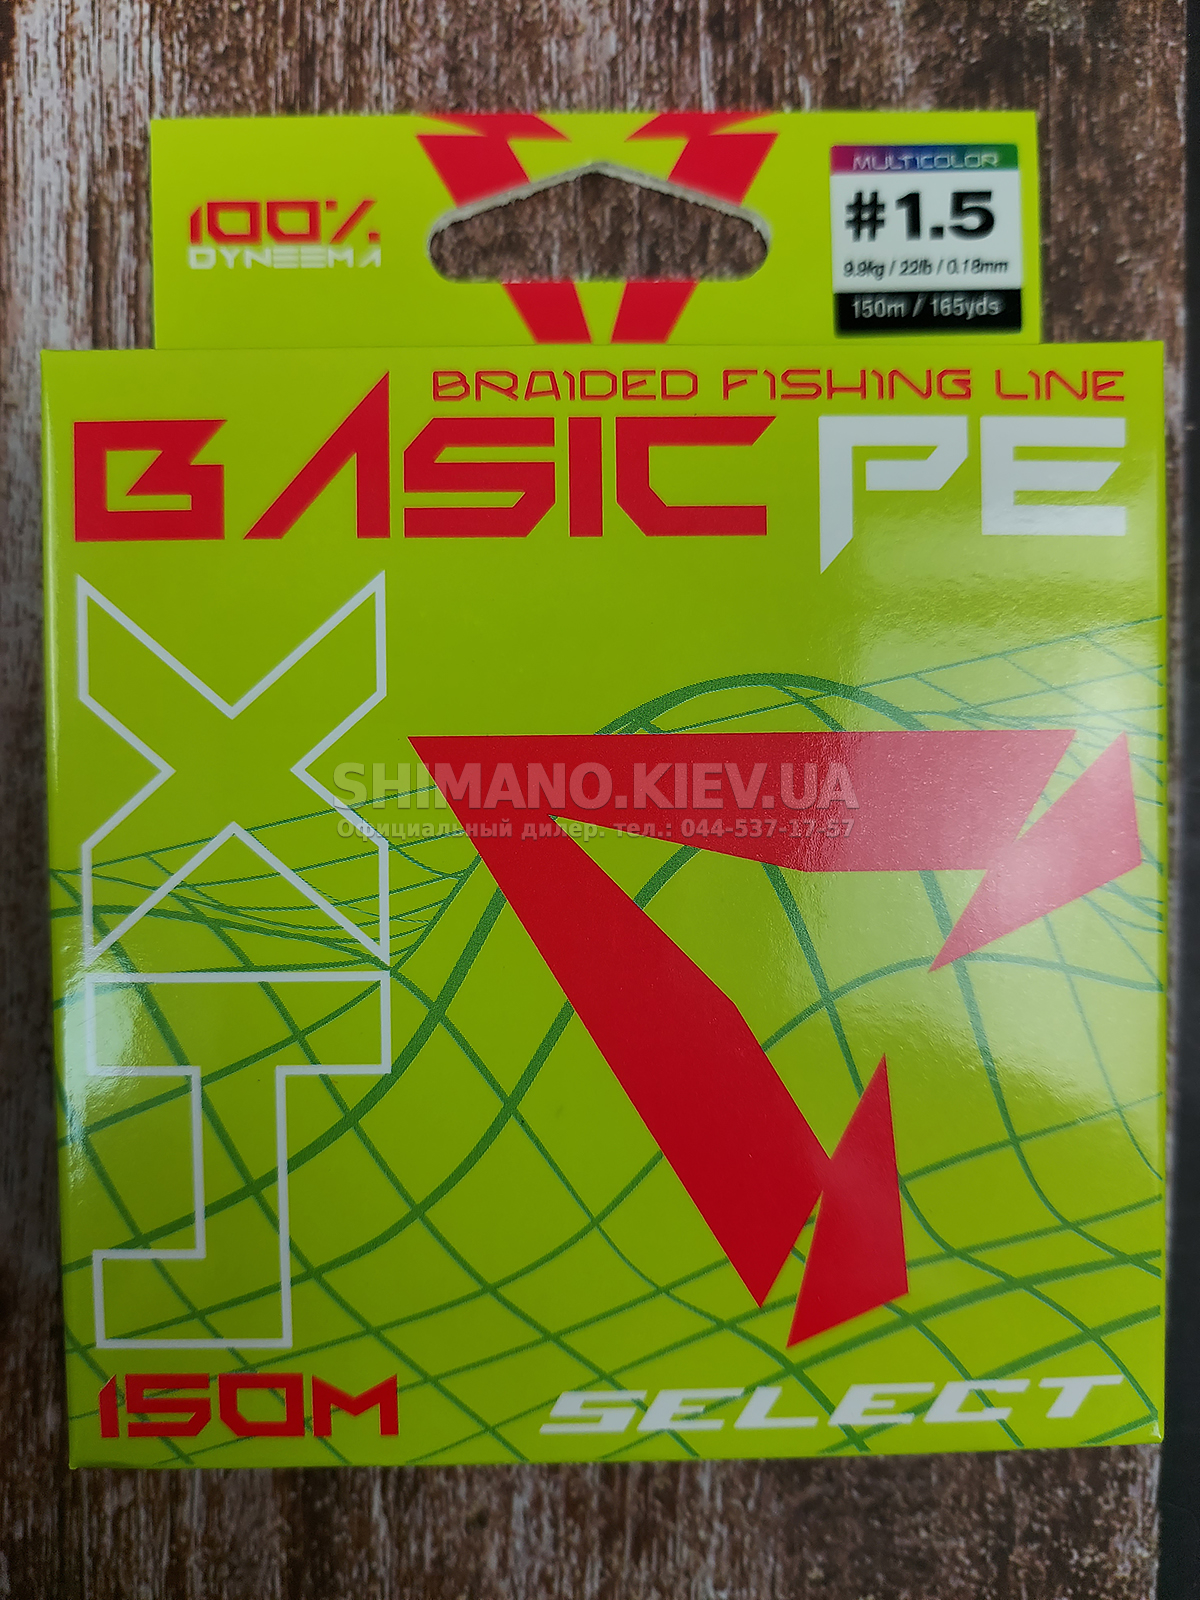 100%
DYNEEMA
MULTICOLOR
#1.5
9.9kg / 22lb / 0.18mm
150m / 165yds
BRAIDED FISHING LINE
BASIC PE
SHIMANO.KIEV.UA
Официальный дилер. тел.: 044-537-17-57
150M
SELECT